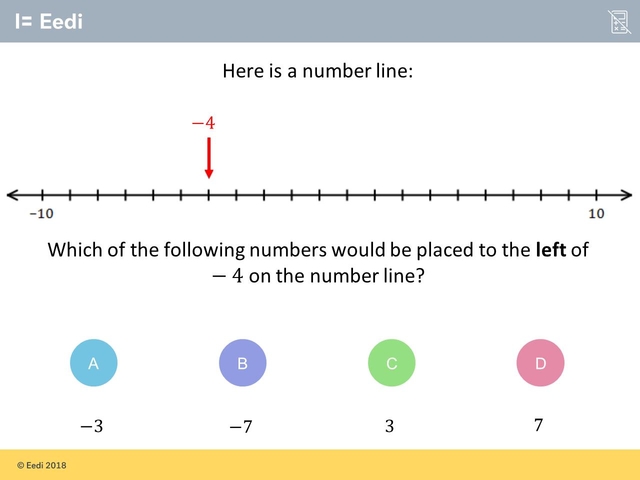 I= Eedi
Here is a number line:
−4
−10
10
Which of the following numbers would be placed to the left of
− 4 on the number line?
A
B
C
D
−3
−7
3
7
© Eedi 2018